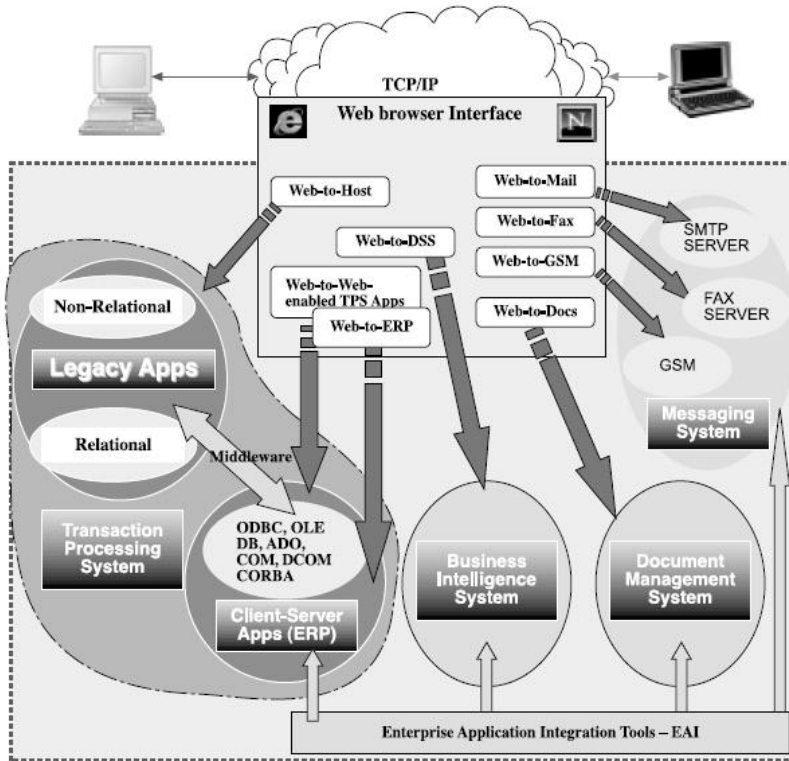 TCP/IP
Web browser Interface
N
Web-to-Host
Web-to-Mail
Web-to-Fax
SMTP
SERVER
Web-to-DSS
Web-to-GSM
Web-to-Web-
enabled TPS Apps
Web-to-ERP
Web-to-Docs
FAX
SERVER
GSM
Non-Relational
Legacy Apps
Relational
Messaging
System
Middleware
Transaction
Processing
System
ODBC, OLE
DB, ADO,
COM, DCOM
CORBA
Client-Server
Apps (ERP)
Business
Intelligence
System
Document
Management
System
Enterprise Application Integration Tools – EAI